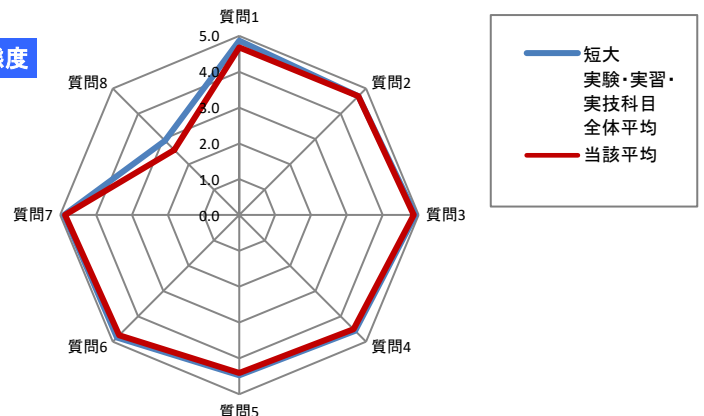 態度
質問1
質問2
質問3
質問4
質問5
質問6
質問7
質問8
5.0
4.0
3.0
2.0
1.0
0.0
短大
実験・実習・
実技科目
全体平均
当該平均